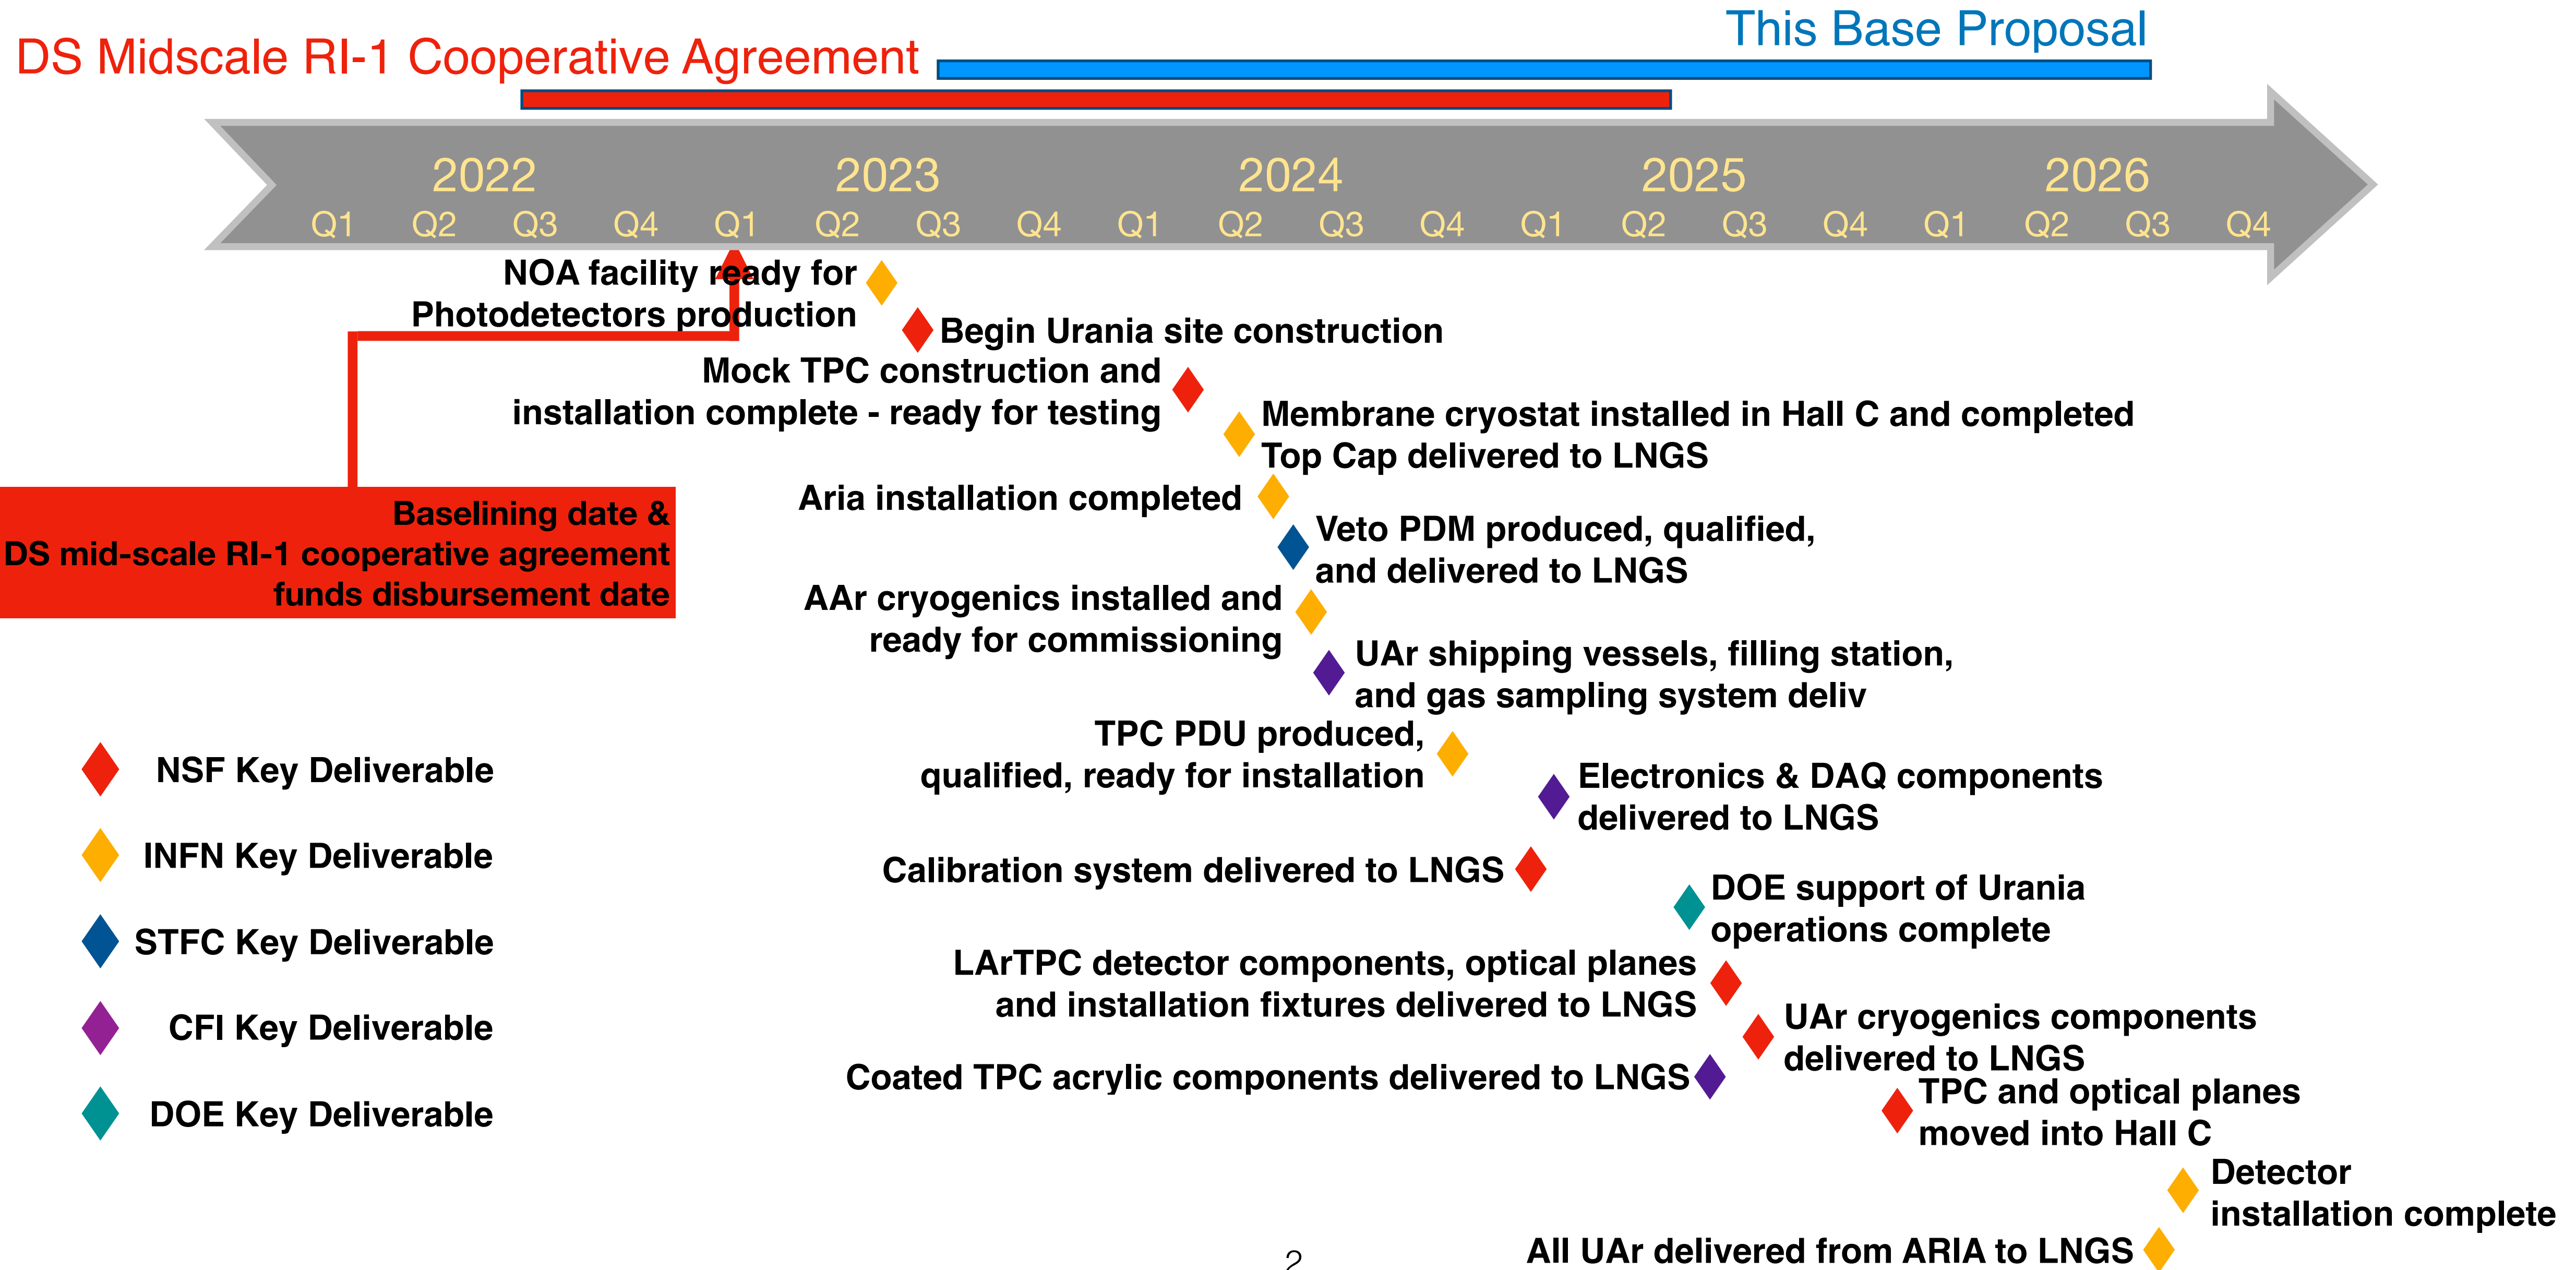 This Base Proposal
DS Midscale RI-1 Cooperative Agreement
2022 2023 2024 2025 2026
Q1 Q2 Q3 Q4 Q1 Q2 Q3 Q4 Q1 Q2 Q3 Q4 Q1 Q2 Q3 Q4 Q1 Q2 Q3 Q4
NOA facility ready for
Photodetectors production
Begin Urania site construction
Mock TPC construction and
installation complete - ready for testing
Membrane cryostat installed in Hall C and completed
Top Cap delivered to LNGS
Aria installation completed
Baselining date &
DS mid-scale RI-1 cooperative agreement
funds disbursement date
Veto PDM produced, qualified,
and delivered to LNGS
AAr cryogenics installed and
ready for commissioning
UAr shipping vessels, filling station,
and gas sampling system deliv
TPC PDU produced,
qualified, ready for installation
Electronics & DAQ components
delivered to LNGS
Calibration system delivered to LNGS
DOE support of Urania
operations complete
LArTPC detector components, optical planes
and installation fixtures delivered to LNGS
UAr cryogenics components
delivered to LNGS
Coated TPC acrylic components delivered to LNGS
TPC and optical planes
moved into Hall C
Detector
installation complete
All UAr delivered from ARIA to LNGS
NSF Key Deliverable
INFN Key Deliverable
STFC Key Deliverable
CFI Key Deliverable
DOE Key Deliverable
2